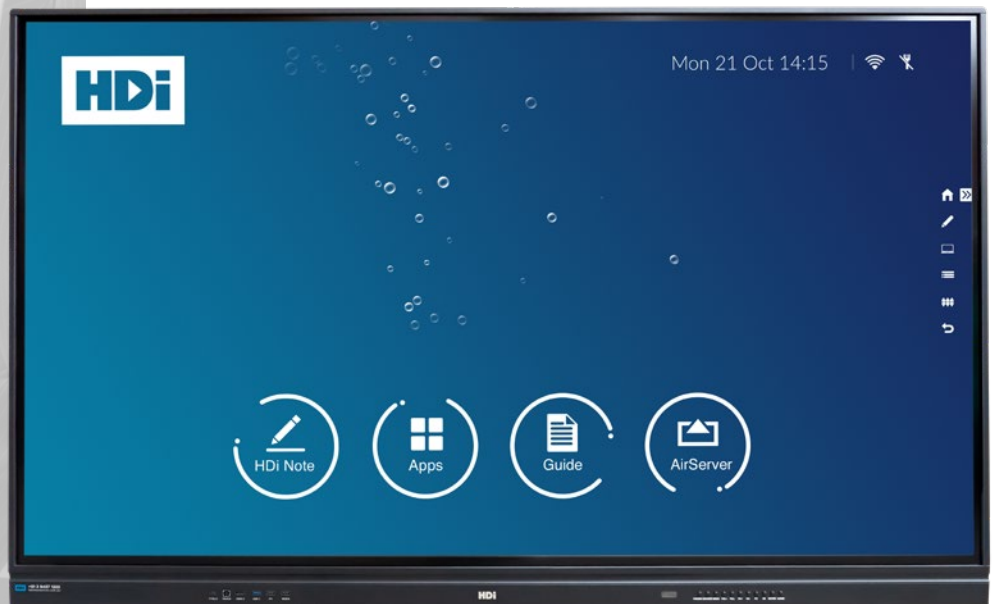 HDi
Mon 21 Oct 14:15
HDi Note
Apps
Guide
AirServer
HDi